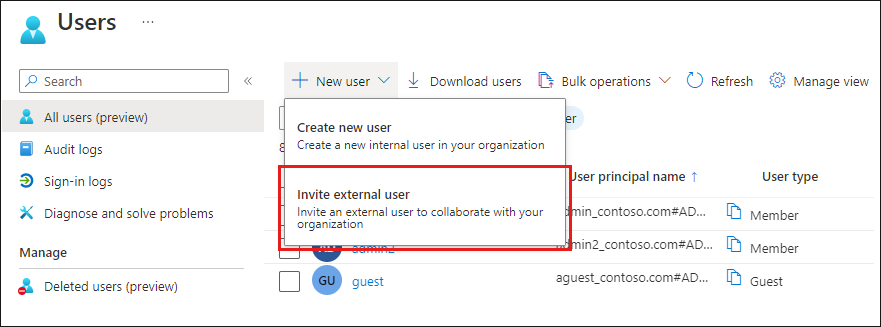 Users ...
Search «
New user Download users Bulk operations Refresh Manage view
All users (preview)
Audit logs
Sign-in logs
Diagnose and solve problems
Manage
Deleted users (preview)
Create new user
Create a new internal user in your organization
Invite external user
Invite an external user to collaborate with your
organization
User principal name ↑ User type
dmin_contoso.com#AD... Member
admin2 dmin2_contoso.com#AD... Member
GU guest aguest_contoso.com#AD... Guest